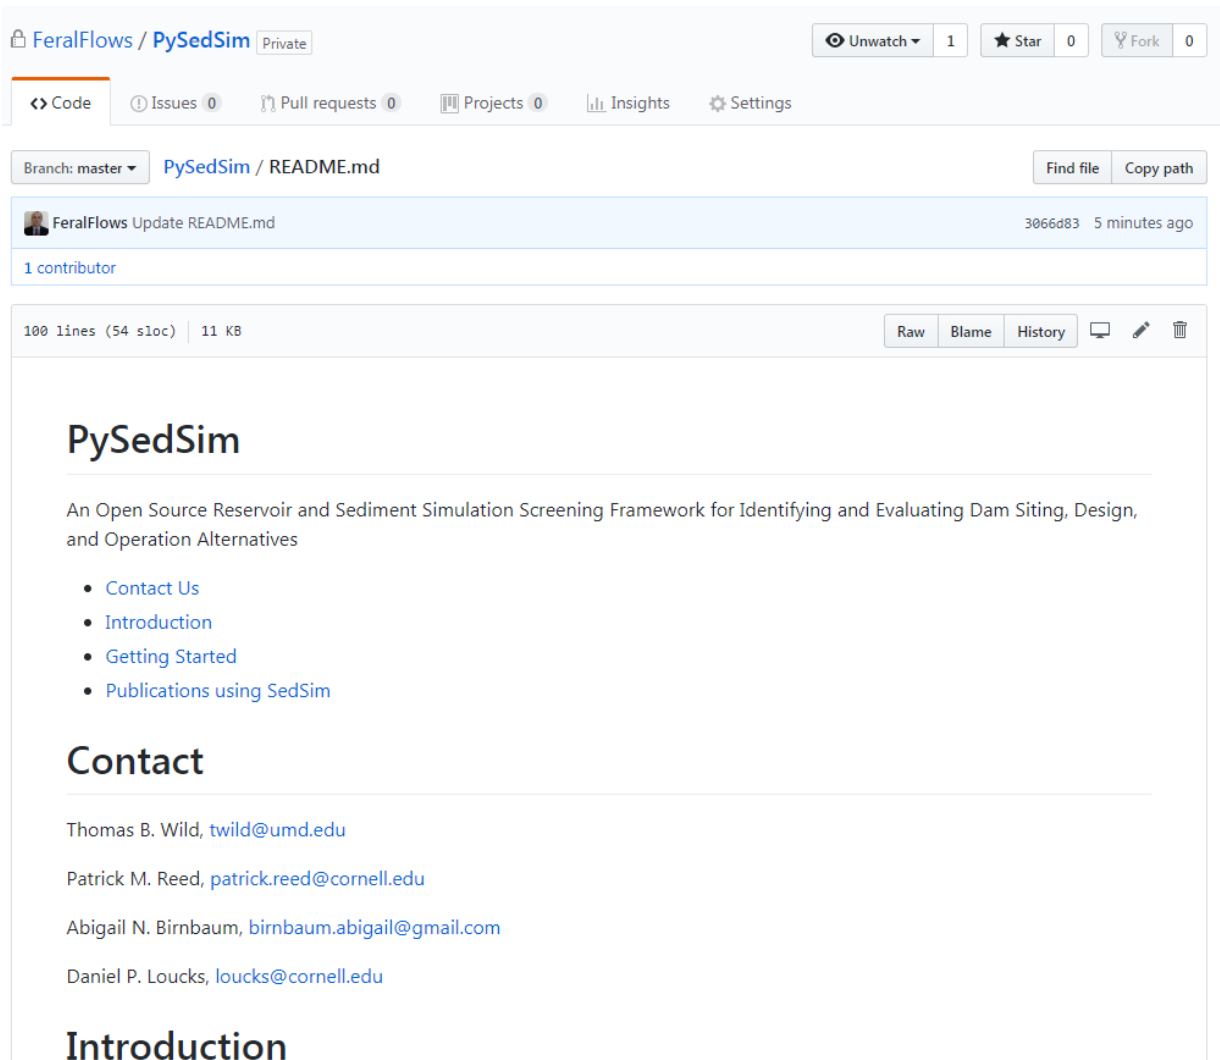 FeralFlows / PySedSim Private
Unwatch 1 Star 0 Fork 0
Code Issues 0 Pull requests 0 Projects 0 Insights Settings
Branch: master PySedSim / README.md Find file Copy path
FeralFlows Update README.md 3066d83 5 minutes ago
1 contributor
100 lines (54 sloc) 11 KB Raw Blame History
PySedSim
An Open Source Reservoir and Sediment Simulation Screening Framework for Identifying and Evaluating Dam Siting, Design,
and Operation Alternatives
• Contact Us
• Introduction
• Getting Started
• Publications using SedSim
Contact
Thomas B. Wild, twild@umd.edu
Patrick M. Reed, patrick.reed@cornell.edu
Abigail N. Birnbaum, birnbaum.abigail@gmail.com
Daniel P. Loucks, loucks@cornell.edu
Introduction